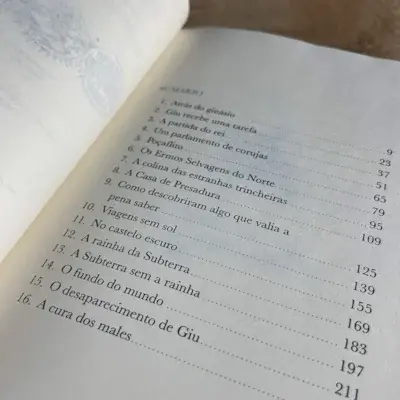 SUMÁRIO
1. Atrás do ginásio 9
2. Giu recebe uma tarefa 23
3. A partida do rei 37
4. Um parlamento de corujas 51
5. Poçaflito 65
6. Os Ermos Selvagens do Norte 79
7. A colina das estranhas trincheiras 95
8. A Casa de Presadura 109
9. Como descobriram algo que valia a
pena saber 125
10. Viagens sem sol 139
11. No castelo escuro 155
12. A rainha da Subterra 169
13. A Subterra sem a rainha 183
14. O fundo do mundo 197
15. O desaparecimento de Giu 211
16. A cura dos males